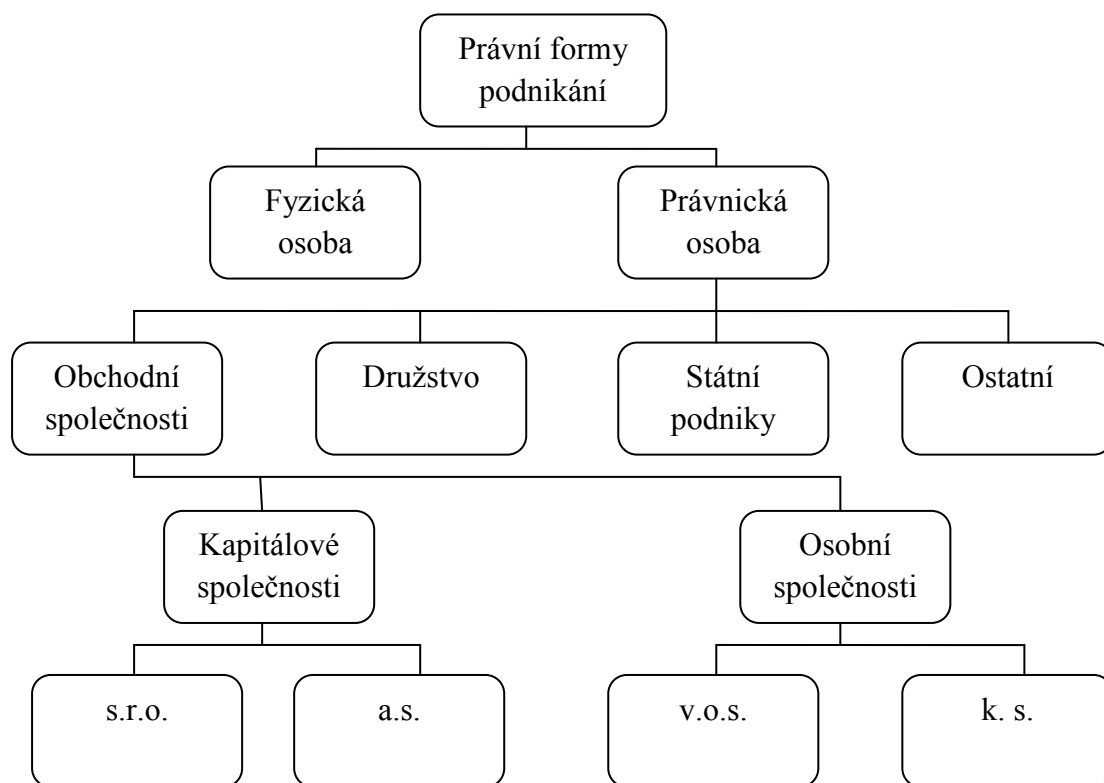 Právní formy
podnikání
Fyzická
osoba
Právnická
osoba
Obchodní
společnosti
Družstvo
Státní
podniky
Ostatní
Kapitálové
společnosti
Osobní
společnosti
s.r.o.
a.s.
v.o.s.
k. s.